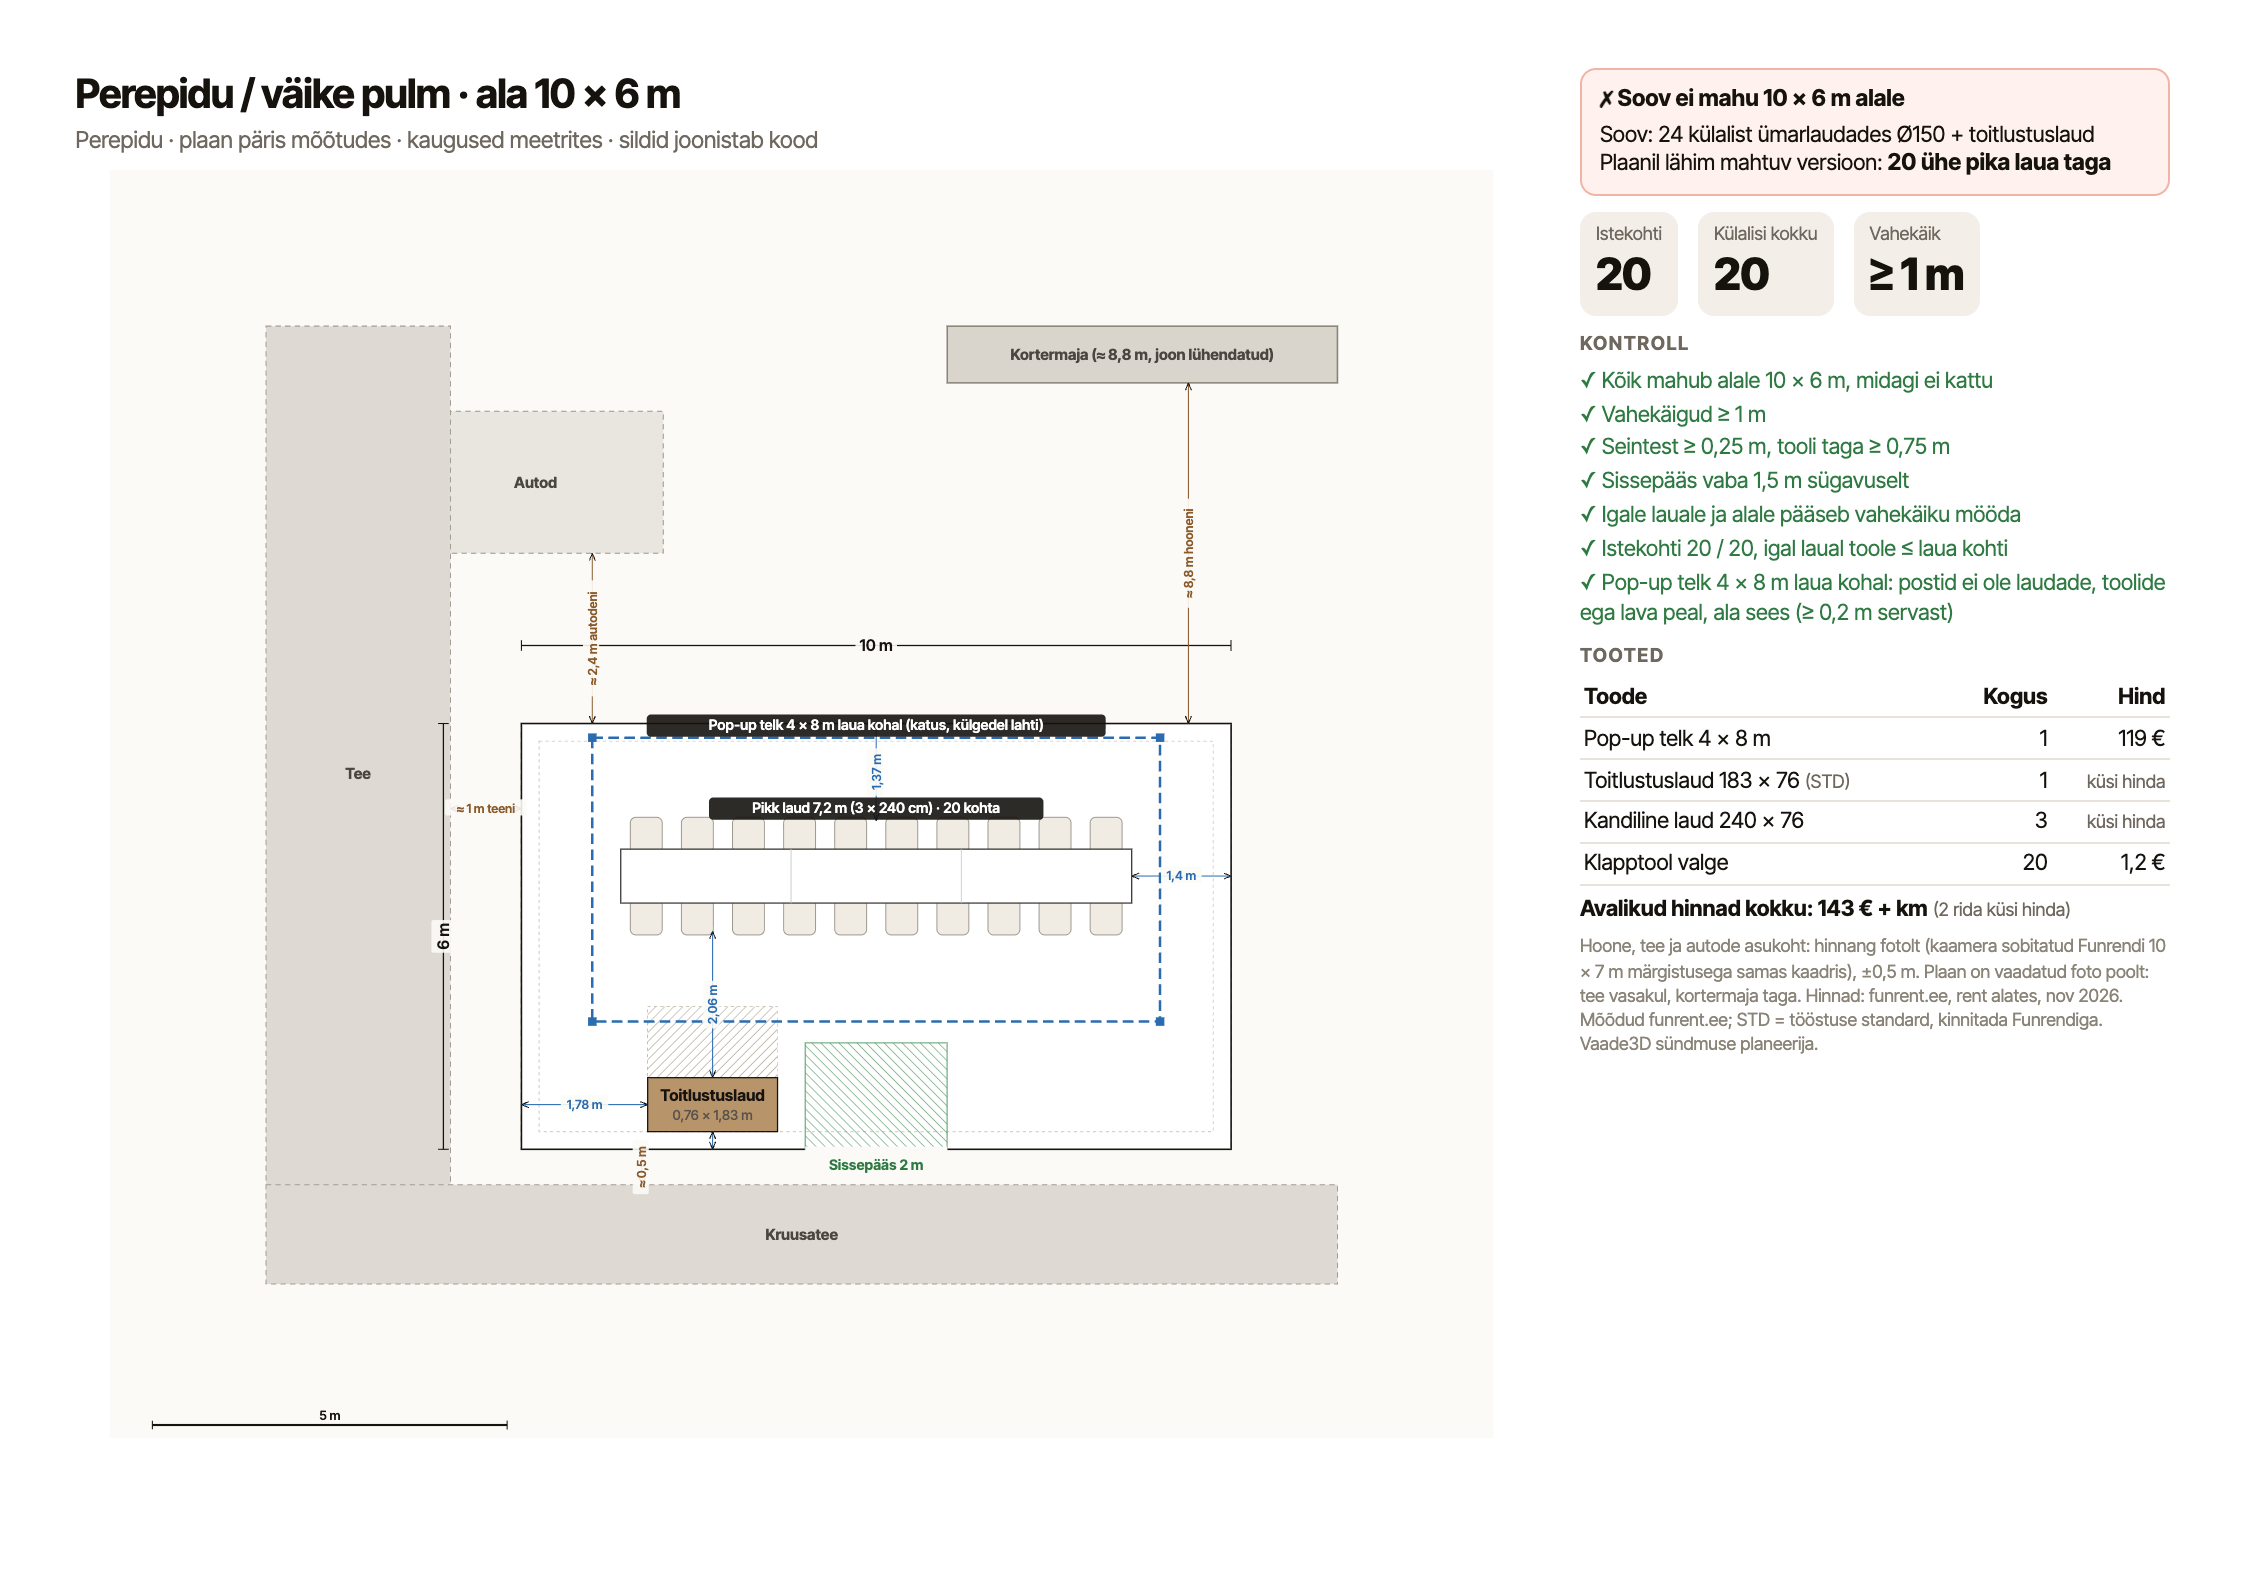 Perepidu / väike pulm · ala 10 × 6 m
Perepidu · plaan päris mõõtudes · kaugused meetrites · sildid joonistab kood
Kortermaja (≈ 8,8 m, joon lühendatud)
Autod
≈ 8,8 m hooneni
≈ 2,4 m autodeni
10 m
Pop-up telk 4 × 8 m laua kohal (katus, külgedel lahti)
Tee
1,37 m
≈ 1 m teeni
Pikk laud 7,2 m (3 × 240 cm) · 20 kohta
1,4 m
6 m
2,06 m
Toitlustuslaud
0,76 × 1,83 m
1,78 m
≈ 0,5 m
Sissepääs 2 m
Kruusatee
5 m
✗ Soov ei mahu 10 × 6 m alale
Soov: 24 külalist ümarlaudades Ø150 + toitlustuslaud
Plaanil lähim mahtuv versioon: 20 ühe pika laua taga
Istekohti
20
Külalisi kokku
20
Vahekäik
≥ 1 m
KONTROLL
✓ Kõik mahub alale 10 × 6 m, midagi ei kattu
✓ Vahekäigud ≥ 1 m
✓ Seintest ≥ 0,25 m, tooli taga ≥ 0,75 m
✓ Sissepääs vaba 1,5 m sügavuselt
✓ Igale lauale ja alale pääseb vahekäiku mööda
✓ Istekohti 20 / 20, igal laual toole ≤ laua kohti
✓ Pop-up telk 4 × 8 m laua kohal: postid ei ole laudade, toolide
ega lava peal, ala sees (≥ 0,2 m servast)
TOOTED
Toode Kogus Hind
Pop-up telk 4 × 8 m 1 119 €
Toitlustuslaud 183 × 76 (STD) 1 küsi hinda
Kandiline laud 240 × 76 3 küsi hinda
Klapptool valge 20 1,2 €
Avalikud hinnad kokku: 143 € + km (2 rida küsi hinda)
Hoone, tee ja autode asukoht: hinnang fotolt (kaamera sobitatud Funrendi 10
× 7 m märgistusega samas kaadris), ±0,5 m. Plaan on vaadatud foto poolt:
tee vasakul, kortermaja taga. Hinnad: funrent.ee, rent alates, nov 2026.
Mõõdud funrent.ee; STD = tööstuse standard, kinnitada Funrendiga.
Vaade3D sündmuse planeerija.